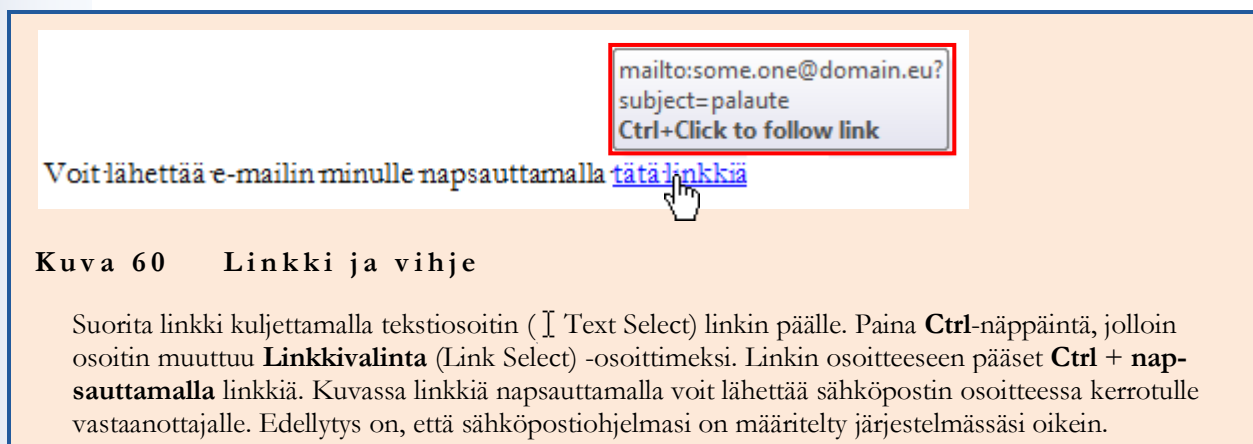 mailto:some.one@domain.eu?
subject=palaute
Ctrl+Click to follow link
Voit lähettää e-mailin minulle napsauttamalla tätä linkkiä
Kuva 60 Linkki ja vihje
Suorita linkki kuljettamalla tekstiosoitin ( Text Select) linkin päälle. Paina Ctrl-näppäintä, jolloin
osoitin muuttuu Linkkivalinta (Link Select) -osoittimeksi. Linkin osoitteeseen pääset Ctrl + nap-
sauttamalla linkkiä. Kuvassa linkkiä napsauttamalla voit lähettää sähköpostin osoitteessa kerrotulle
vastaanottajalle. Edellytys on, että sähköpostiohjelmasi on määritelty järjestelmässäsi oikein.